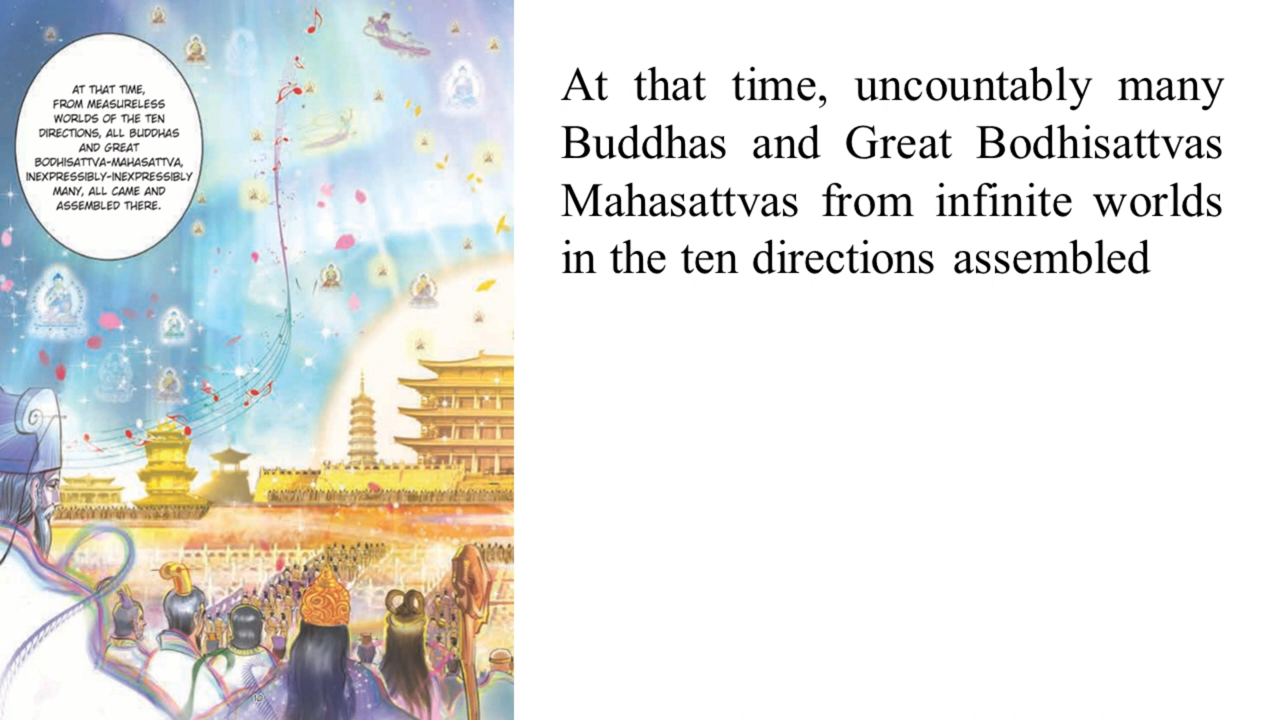 AT THAT TIME,
FROM MEASURELESS
WORLDS OF THE TEN
DIRECTIONS, ALL BUDDHAS
AND GREAT
BODHISATTVA-MAHASATTVA,
INEXPRESSIBLY-INEXPRESSIBLY
MANY, ALL CAME AND
ASSEMBLED THERE.
10
At that time, uncountably many
Buddhas and Great Bodhisattvas
Mahasattvas from infinite worlds
in the ten directions assembled